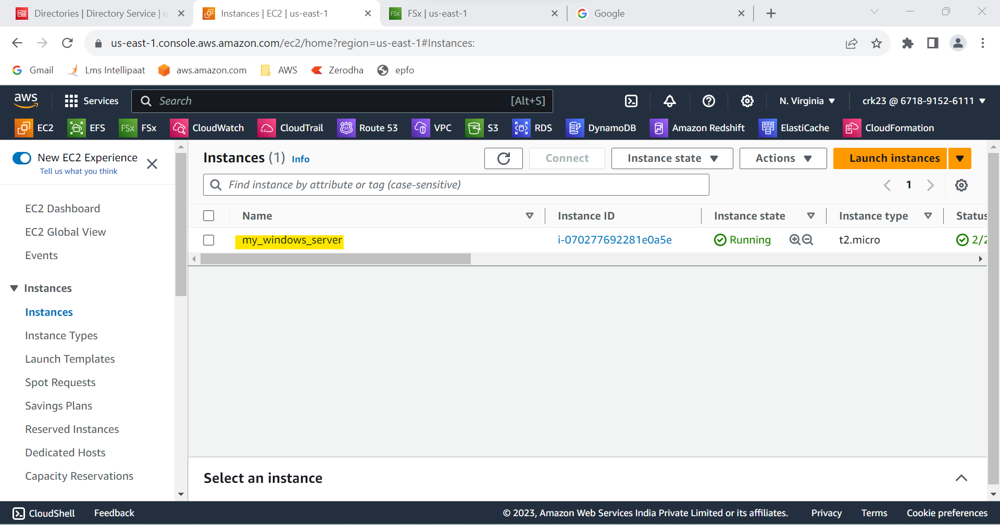 Directories | Directory Service | u
Instances | EC2 | us-east-1
FSx | us-east-1
Google
us-east-1.console.aws.amazon.com/ec2/home?region=us-east-1#Instances:
Gmail
Lms Intellipaat
aws.amazon.com
AWS
Zerodha
epfo
aws
Services
Search
[Alt+S]
N. Virginia
crk23 @ 6718-9152-6111
EC2
EFS
FSx
FSx
CloudWatch
CloudTrail
Route 53
VPC
S3
RDS
DynamoDB
Amazon Redshift
ElastiCache
CloudFormation
New EC2 Experience
Tell us what you think
EC2 Dashboard
EC2 Global View
Events
Instances
Instances
Instance Types
Launch Templates
Spot Requests
Savings Plans
Reserved Instances
Dedicated Hosts
Capacity Reservations
Instances (1) Info
Connect
Instance state
Actions
Launch instances
Find instance by attribute or tag (case-sensitive)
1
Name
Instance ID
Instance state
Instance type
Status
my_windows_server
i-070277692281e0a5e
Running
t2.micro
2/2
Select an instance
CloudShell
Feedback
© 2023, Amazon Web Services India Private Limited or its affiliates.
Privacy
Terms
Cookie preferences